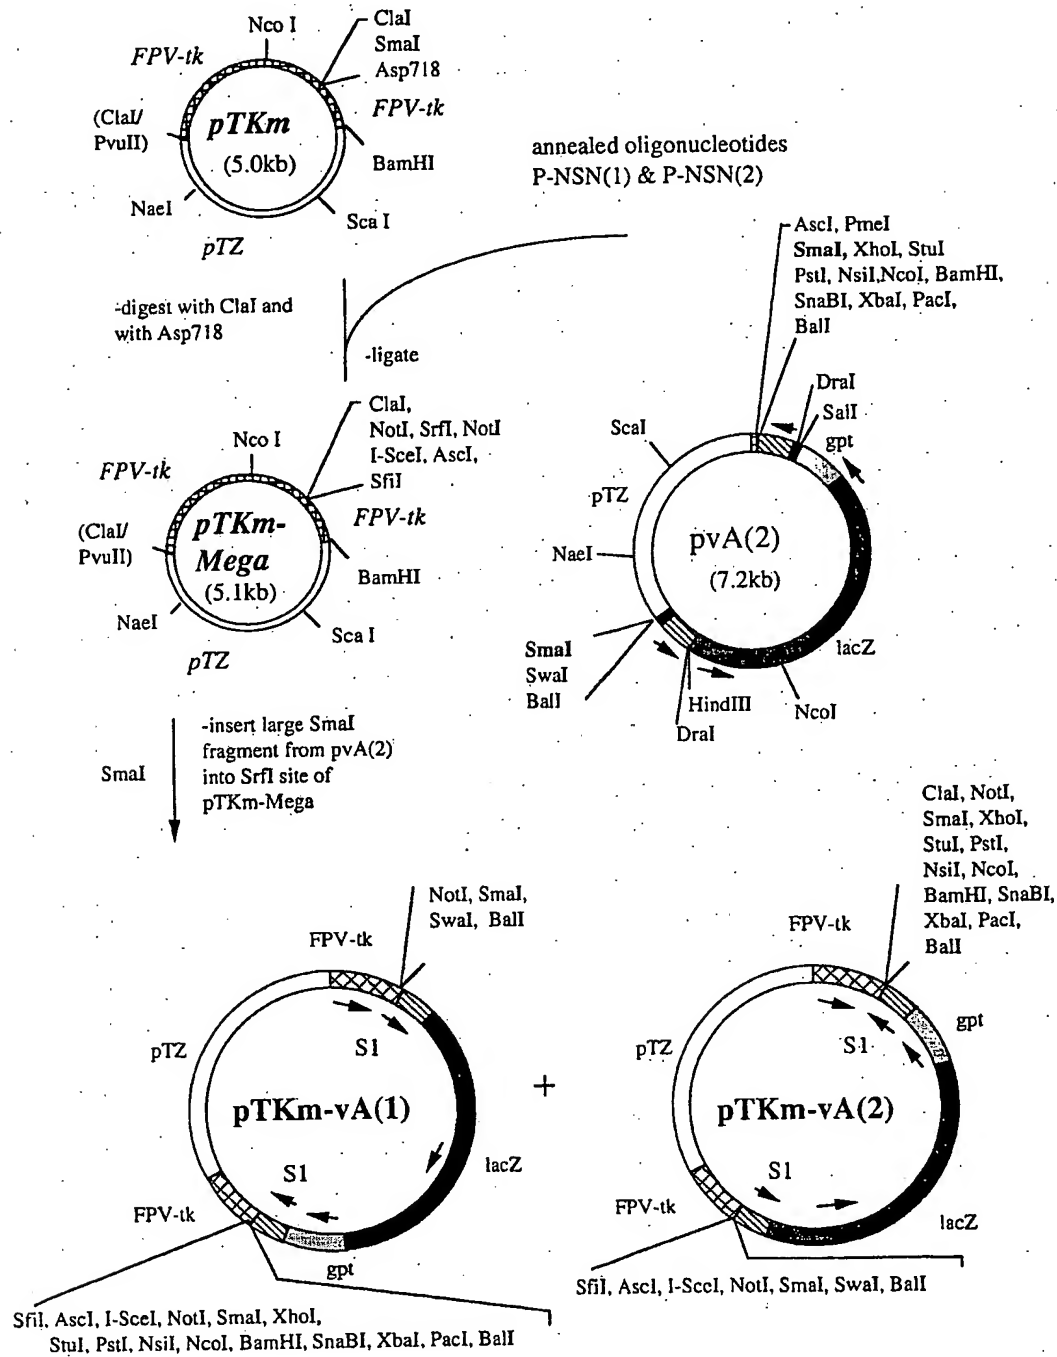 Nco I
ClaI
SmaI
Asp718
FPV-tk
FPV-tk
(ClaI/
PvuII)
pTKm
(5.0kb)
BamHI
NaeI
Sca I
pTZ
annealed oligonucleotides
P-NSN(1) & P-NSN(2)
-digest with ClaI and
with Asp718
-ligate
AscI, PmeI
SmaI, XhoI, StuI
PstI, NsiI,NcoI, BamHI,
SnaBI, XbaI, PacI,
BalI
DraI
SalI
gpt
ScaI
pTZ
NaeI
pvA(2)
(7.2kb)
lacZ
SmaI
SwaI
BalI
HindIII
NcoI
DraI
ClaI,
NotI, SrfI, NotI
I-SceI, AscI,
SfiI
Nco I
FPV-tk
FPV-tk
(ClaI/
PvuII)
pTKm-
Mega
(5.1kb)
BamHI
NaeI
Sca I
pTZ
SmaI
-insert large SmaI
fragment from pvA(2)
into SrfI site of
pTKm-Mega
NotI, SmaI,
SwaI, BalI
FPV-tk
S1
pTZ
pTKm-vA(1)
S1
lacZ
FPV-tk
gpt
SfiI, AscI, I-SceI, NotI, SmaI, XhoI,
StuI, PstI, NsiI, NcoI, BamHI, SnaBI, XbaI, PacI, BalI
+
ClaI, NotI,
SmaI, XhoI,
StuI, PstI,
NsiI, NcoI,
BamHI, SnaBI,
XbaI, PacI,
BalI
FPV-tk
gpt
S1
pTZ
pTKm-vA(2)
S1
FPV-tk
lacZ
SfiI, AscI, I-SceI, NotI, SmaI, SwaI, BalI